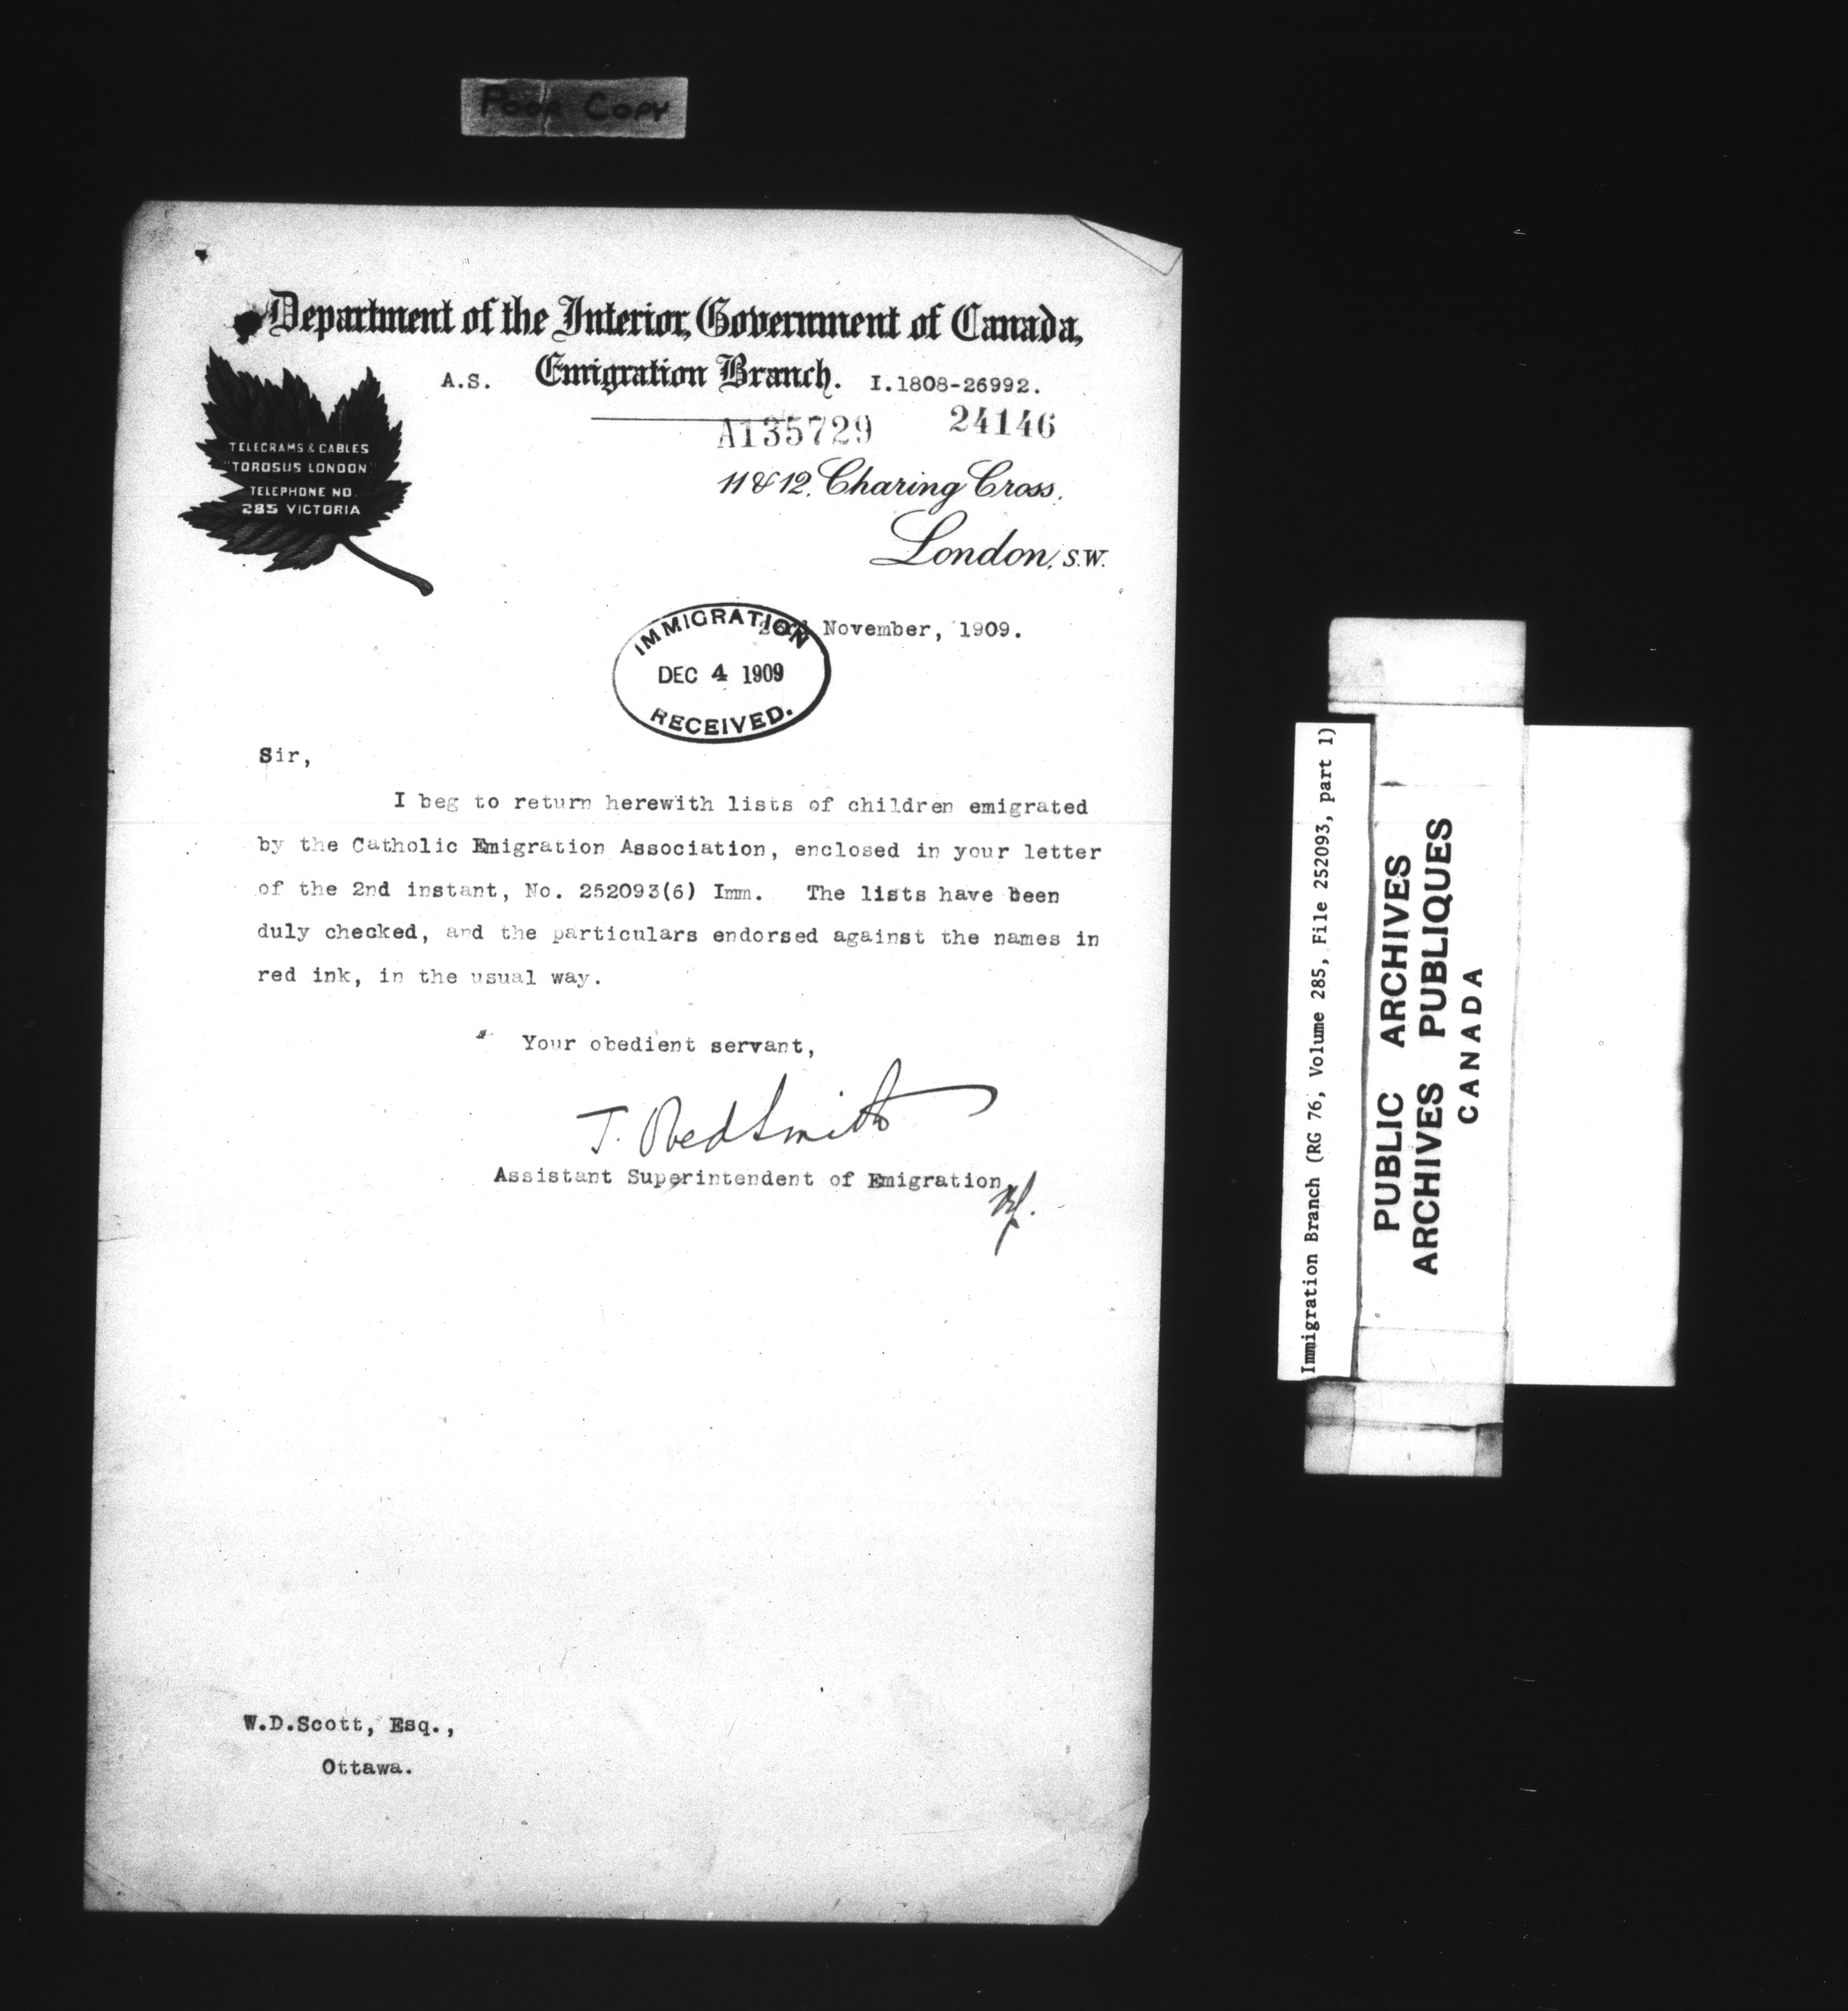 Poor Copy
Department of the Interior, Government of Canada,
A.S. Emigration Branch. I.1808-26992.
A135729 24146
TELEGRAMS & CABLES
"TOROSUS LONDON"
TELEPHONE NO.
285 VICTORIA
11 & 12, Charing Cross,
London, S.W.
November, 1909.
IMMIGRATION
DEC 4 1909
RECEIVED.
Sir,
I beg to return herewith lists of children emigrated
by the Catholic Emigration Association, enclosed in your letter
of the 2nd instant, No. 252093(6) Imm. The lists have been
duly checked, and the particulars endorsed against the names in
red ink, in the usual way.
Your obedient servant,
J. Obed Smith
Assistant Superintendent of Emigration
W.D.Scott, Esq.,
Ottawa.
Immigration Branch (RG 76, Volume 285, File 252093, part 1)
PUBLIC ARCHIVES
ARCHIVES PUBLIQUES
CANADA